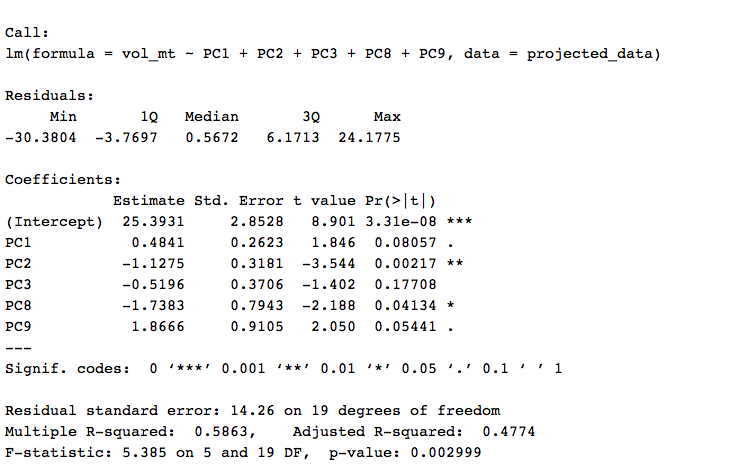 Call:
lm(formula = vol_mt ~ PC1 + PC2 + PC3 + PC8 + PC9, data = projected_data)
Residuals:
Min 1Q Median 3Q Max
-30.3804 -3.7697 0.5672 6.1713 24.1775
Coefficients:
Estimate Std. Error t value Pr(>|t|)
(Intercept) 25.3931 2.8528 8.901 3.31e-08 ***
PC1 0.4841 0.2623 1.846 0.08057 .
PC2 -1.1275 0.3181 -3.544 0.00217 **
PC3 -0.5196 0.3706 -1.402 0.17708
PC8 -1.7383 0.7943 -2.188 0.04134 *
PC9 1.8666 0.9105 2.050 0.05441 .
---
Signif. codes: 0 ‘***’ 0.001 ‘**’ 0.01 ‘*’ 0.05 ‘.’ 0.1 ‘ ’ 1
Residual standard error: 14.26 on 19 degrees of freedom
Multiple R-squared: 0.5863, Adjusted R-squared: 0.4774
F-statistic: 5.385 on 5 and 19 DF, p-value: 0.002999